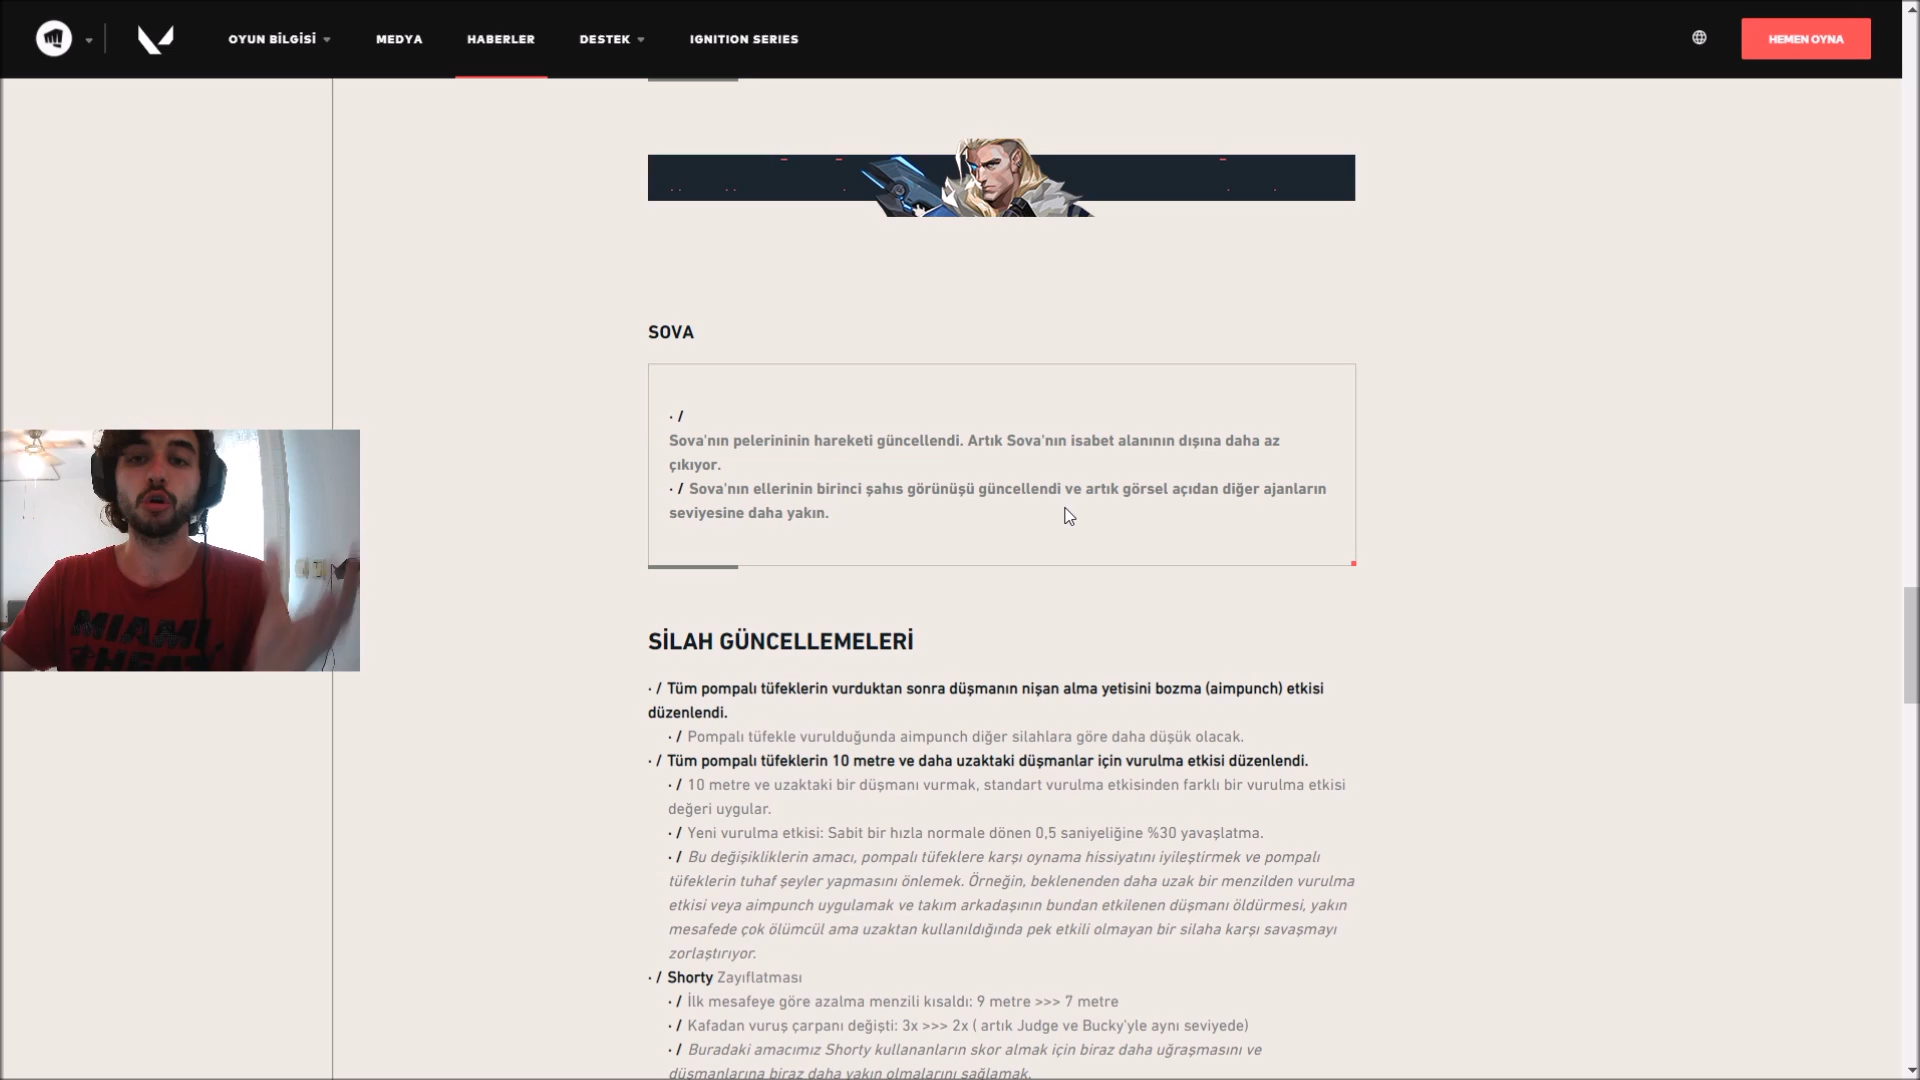 OYUN BİLGİSİ
MEDYA
HABERLER
DESTEK
IGNITION SERIES
HEMEN OYNA
SOVA
· /
Sova'nın pelerininin hareketi güncellendi. Artık Sova'nın isabet alanının dışına daha az
çıkıyor.
· / Sova'nın ellerinin birinci şahıs görünüşü güncellendi ve artık görsel açıdan diğer ajanların
seviyesine daha yakın.
SİLAH GÜNCELLEMELERİ
· / Tüm pompalı tüfeklerin vurduktan sonra düşmanın nişan alma yetisini bozma (aimpunch) etkisi
düzenlendi.
· / Pompalı tüfekle vurulduğunda aimpunch diğer silahlara göre daha düşük olacak.
· / Tüm pompalı tüfeklerin 10 metre ve daha uzaktaki düşmanlar için vurulma etkisi düzenlendi.
· / 10 metre ve uzaktaki bir düşmanı vurmak, standart vurulma etkisinden farklı bir vurulma etkisi
değeri uygular.
· / Yeni vurulma etkisi: Sabit bir hızla normale dönen 0,5 saniyeliğine %30 yavaşlatma.
· / Bu değişikliklerin amacı, pompalı tüfeklere karşı oynama hissiyatını iyileştirmek ve pompalı
tüfeklerin tuhaf şeyler yapmasını önlemek. Örneğin, beklenenden daha uzak bir menzilden vurulma
etkisi veya aimpunch uygulamak ve takım arkadaşının bundan etkilenen düşmanı öldürmesi, yakın
mesafede çok ölümcül ama uzaktan kullanıldığında pek etkili olmayan bir silaha karşı savaşmayı
zorlaştırıyor.
· / Shorty Zayıflatması
· / İlk mesafeye göre azalma menzili kısaldı: 9 metre >>> 7 metre
· / Kafadan vuruş çarpanı değişti: 3x >>> 2x ( artık Judge ve Bucky'yle aynı seviyede)
· / Buradaki amacımız Shorty kullananların skor almak için biraz daha uğraşmasını ve
düşmanlarına biraz daha yakın olmalarını sağlamak.
MIAMI
HEAT